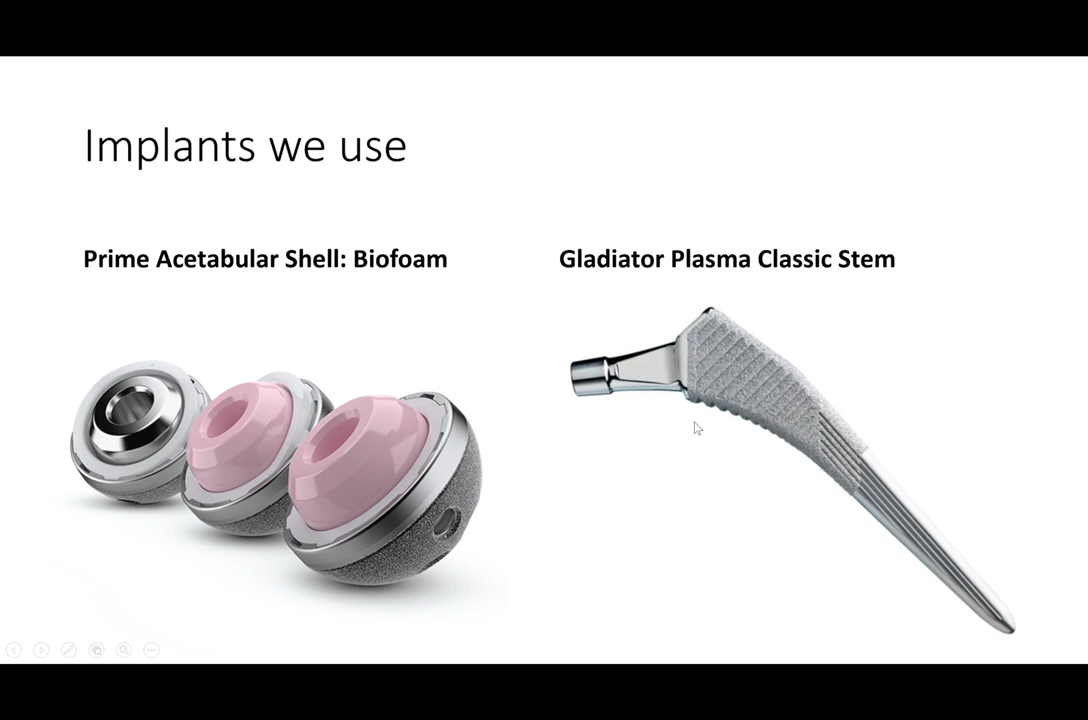 Implants we use
Prime Acetabular Shell: Biofoam
Gladiator Plasma Classic Stem